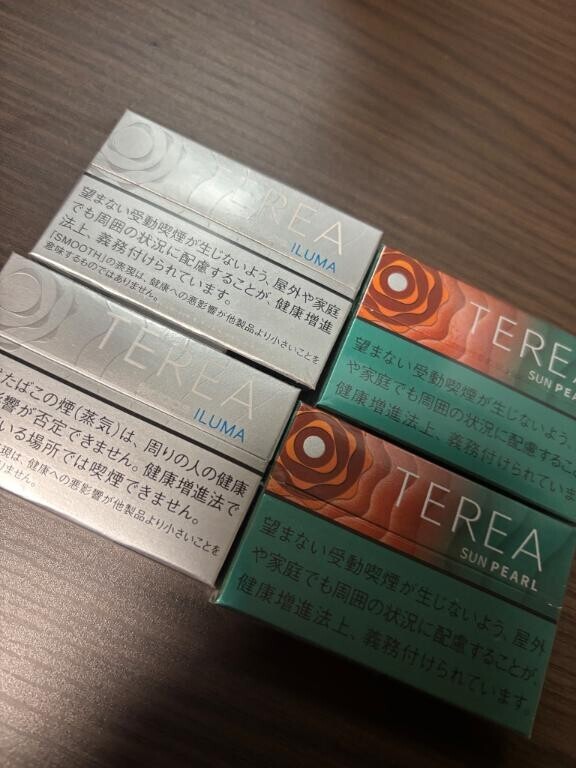 TEREA
ILUMA
望まない受動喫煙が生じないよう、屋外や家庭
でも周囲の状況に配慮することが、健康増進
法上、義務付けられています。
「SMOOTH」の表現は、健康への悪影響が他製品より小さいことを
意味するものではありません。
TEREA
ILUMA
たばこの煙(蒸気)は、周りの人の健康
影響が否定できません。健康増進法で
いる場所では喫煙できません。
現は、健康への悪影響が他製品より小さいことを
りません。
TEREA
SUN PEARL
望まない受動喫煙が生じないよう、
や家庭でも周囲の状況に配慮すること
健康増進法上、義務付けられていま
TEREA
SUN PEARL
望まない受動喫煙が生じないよう、屋外
や家庭でも周囲の状況に配慮することが
健康増進法上、義務付けられています。